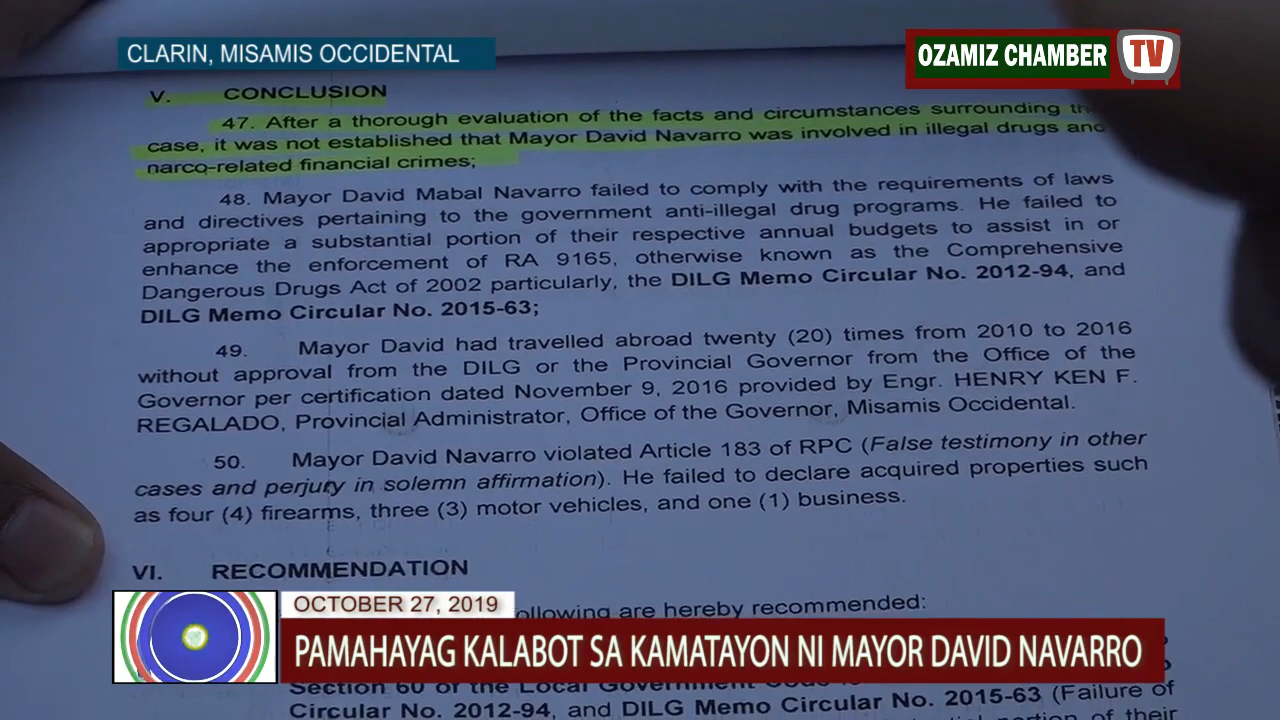 CLARIN, MISAMIS OCCIDENTAL
OZAMIZ CHAMBER TV
V. CONCLUSION
47. After a thorough evaluation of the facts and circumstances surrounding
case, it was not established that Mayor David Navarro was involved in illegal drugs and
narco-related financial crimes;
48. Mayor David Mabal Navarro failed to comply with the requirements of laws
and directives pertaining to the government anti-illegal drug programs. He failed to
appropriate a substantial portion of their respective annual budgets to assist in or
enhance the enforcement of RA 9165, otherwise known as the Comprehensive
Dangerous Drugs Act of 2002 particularly, the DILG Memo Circular No. 2012-94, and
DILG Memo Circular No. 2015-63;
49. Mayor David had travelled abroad twenty (20) times from 2010 to 2016
without approval from the DILG or the Provincial Governor from the Office of the
Governor per certification dated November 9, 2016 provided by Engr. HENRY KEN F.
REGALADO, Provincial Administrator, Office of the Governor, Misamis Occidental.
50. Mayor David Navarro violated Article 183 of RPC (False testimony in other
cases and perjury in solemn affirmation). He failed to declare acquired properties such
as four (4) firearms, three (3) motor vehicles, and one (1) business.
VI. RECOMMENDATION
ollowing are hereby recommended:
OCTOBER 27, 2019
PAMAHAYAG KALABOT SA KAMATAYON NI MAYOR DAVID NAVARRO
Section 60 of the Local Government Code
Circular No. 2012-94, and DILG Memo Circular No. 2015-63 (Failure of
portion of their